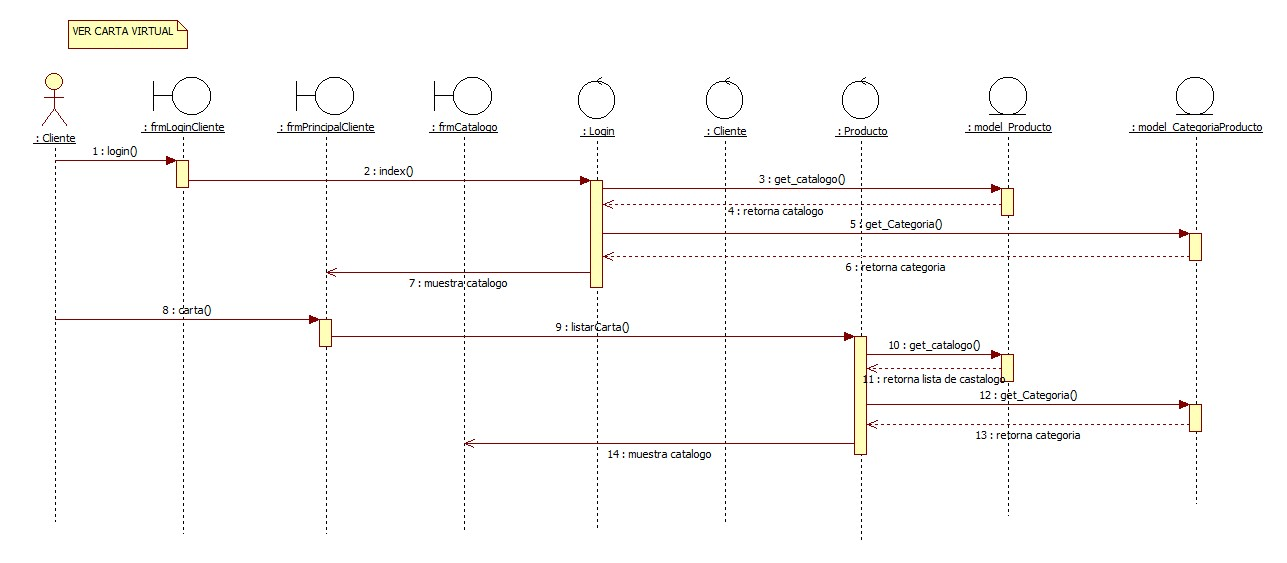 VER CARTA VIRTUAL
: Cliente
: frmLoginCliente
: frmPrincipalCliente
: frmCatalogo
: Login
: Cliente
: Producto
: model_Producto
: model_CategoriaProducto
1 : login()
2 : index()
3 : get_catalogo()
4 : retorna catalogo
5 : get_Categoria()
6 : retorna categoria
7 : muestra catalogo
8 : carta()
9 : listarCarta()
10 : get_catalogo()
11 : retorna lista de castalogo
12 : get_Categoria()
13 : retorna categoria
14 : muestra catalogo